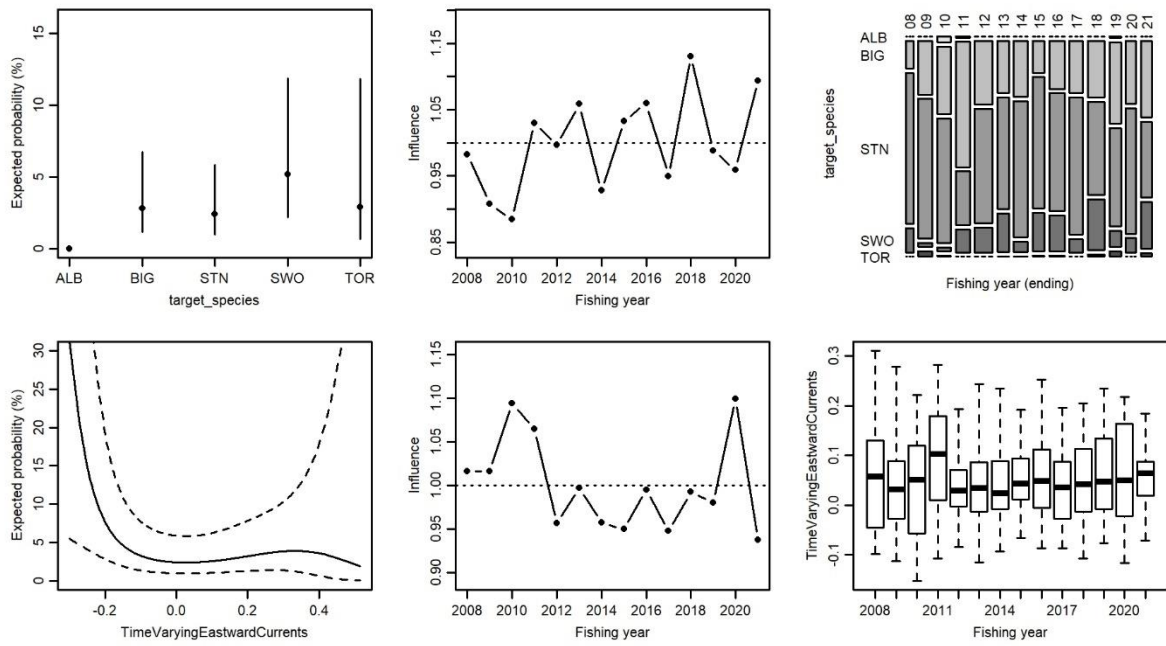 Expected probability (%)
15
10
5
0
ALB BIG STN SWO TOR
target_species
Influence
1.15
1.05
0.95
0.85
2008 2010 2012 2014 2016 2018 2020
Fishing year
08 09 10 11 12 13 14 15 16 17 18 19 20 21
target_species
ALB
BIG
STN
SWO
TOR
Fishing year (ending)
Expected probability (%)
30
25
20
15
10
5
0
-0.2 0.0 0.2 0.4
TimeVaryingEastwardCurrents
Influence
1.15
1.10
1.05
1.00
0.95
0.90
2008 2010 2012 2014 2016 2018 2020
Fishing year
TimeVaryingEastwardCurrents
0.3
0.2
0.1
0.0
-0.1
2008 2011 2014 2017 2020
Fishing year